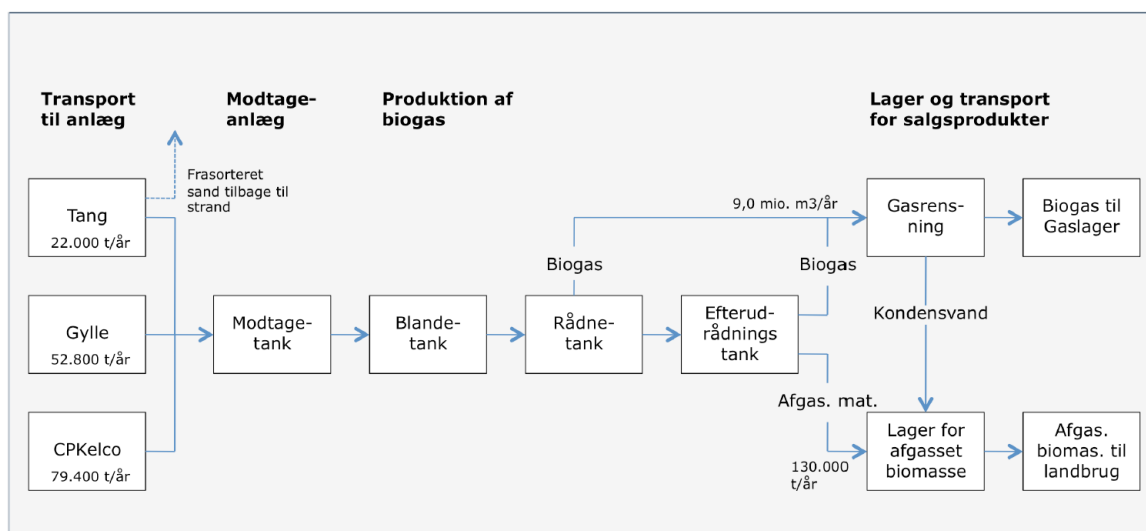 Transport
til anlæg
Modtage-
anlæg
Produktion af
biogas
Lager og transport
for salgsprodukter
Frasorteret
sand tilbage til
strand
Tang
22.000 t/år
9,0 mio. m3/år
Gasrens-
ning
Biogas til
Gaslager
Biogas
Biogas
Gylle
52.800 t/år
Modtage-
tank
Blande-
tank
Rådne-
tank
Efterud-
rådnings
tank
Kondensvand
Afgas. mat.
CPKelco
79.400 t/år
130.000
t/år
Lager for
afgasset
biomasse
Afgas.
biomas. til
landbrug